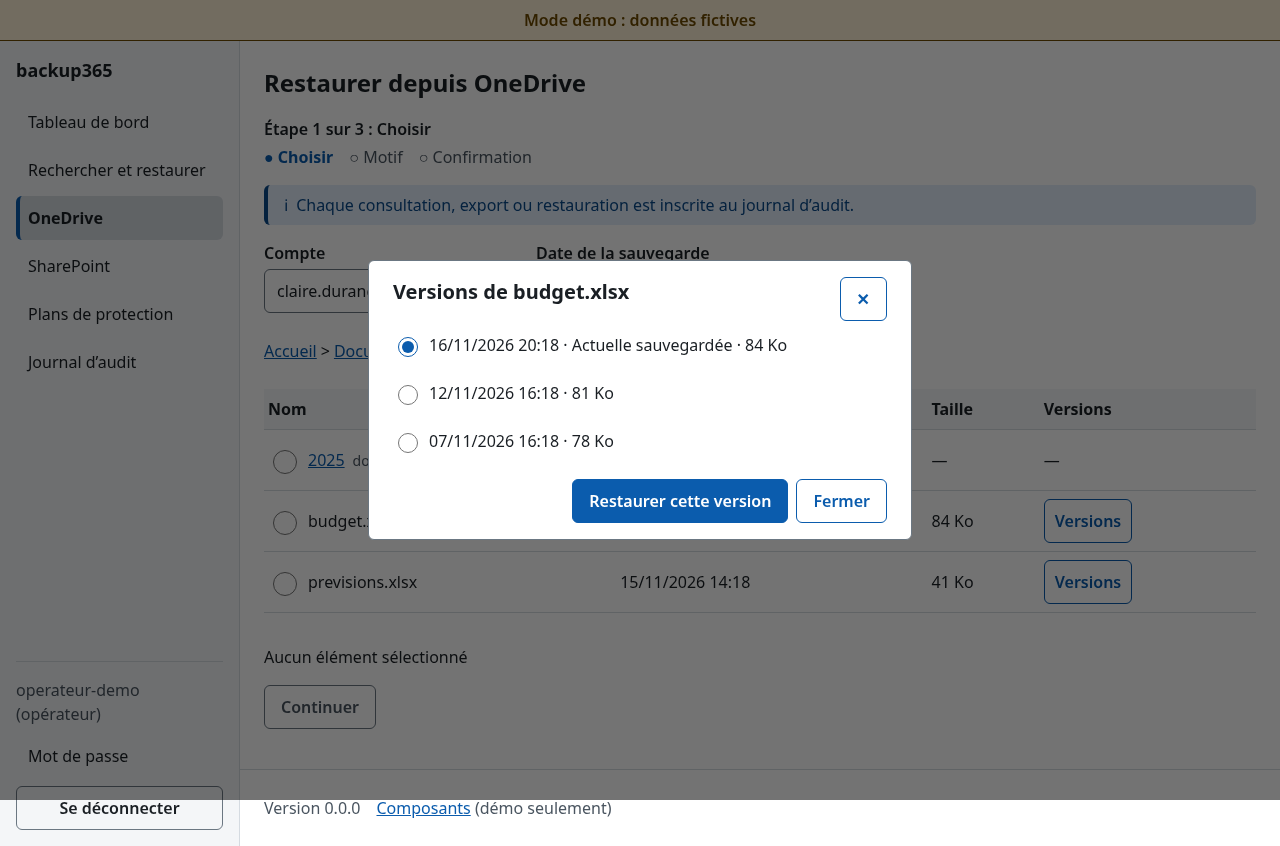 Mode démo : données fictives
backup365
Tableau de bord
Rechercher et restaurer
OneDrive
SharePoint
Plans de protection
Journal d’audit
operateur-demo
(opérateur)
Mot de passe
Se déconnecter
Restaurer depuis OneDrive
Étape 1 sur 3 : Choisir
● Choisir ○ Motif ○ Confirmation
i Chaque consultation, export ou restauration est inscrite au journal d’audit.
Compte Date de la sauvegarde
Accueil >
Versions de budget.xlsx
×
16/11/2026 20:18 · Actuelle sauvegardée · 84 Ko
12/11/2026 16:18 · 81 Ko
07/11/2026 16:18 · 78 Ko
Restaurer cette version Fermer
Nom Taille Versions
2025 — —
84 Ko Versions
previsions.xlsx 15/11/2026 14:18 41 Ko Versions
Aucun élément sélectionné
Continuer
Version 0.0.0 Composants (démo seulement)